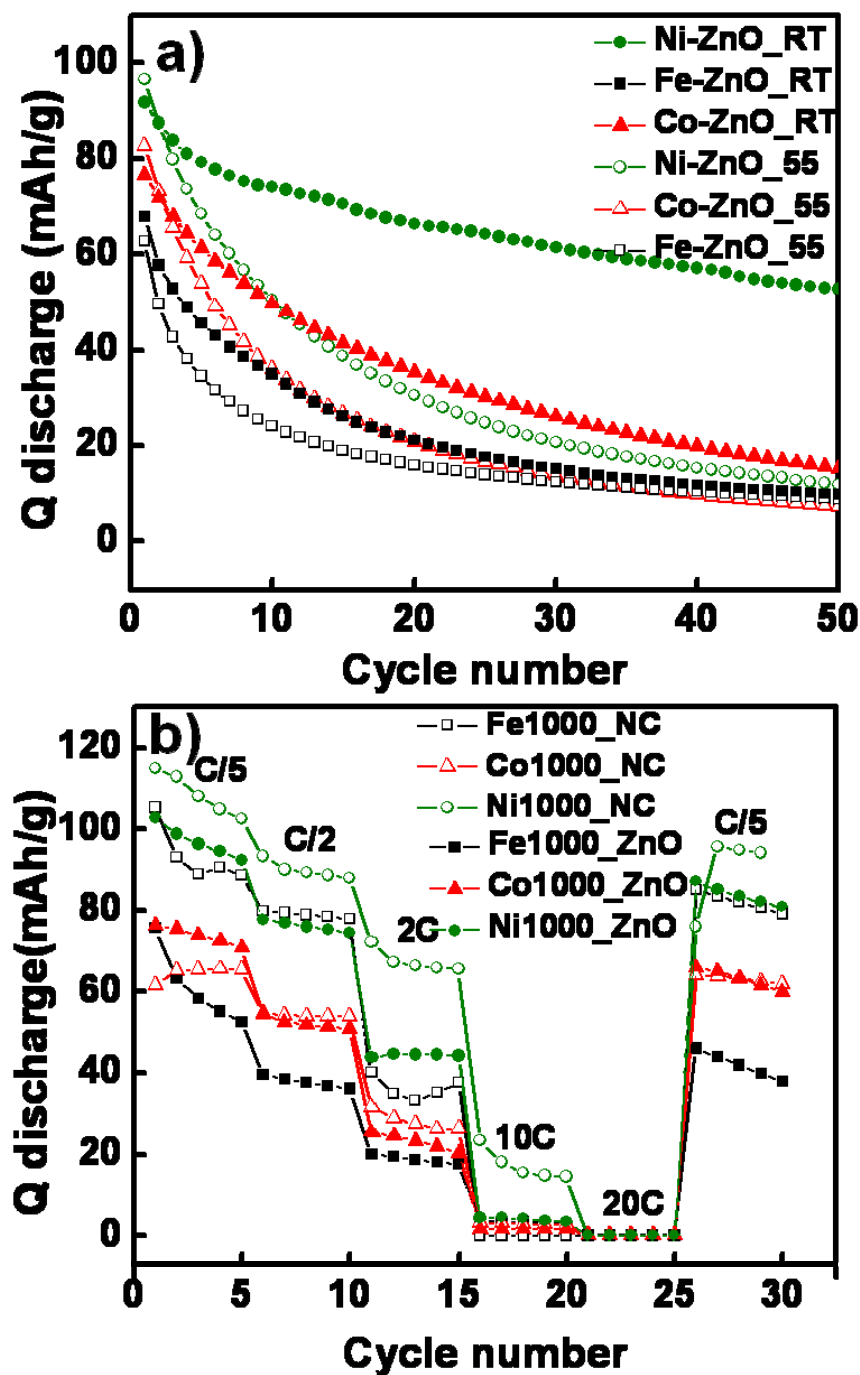 a)
Ni-ZnO_RT
Fe-ZnO_RT
Co-ZnO_RT
Ni-ZnO_55
Co-ZnO_55
Fe-ZnO_55
Q discharge (mAh/g)
100
80
60
40
20
0
0 10 20 30 40 50
Cycle number
b)
Fe1000_NC
Co1000_NC
Ni1000_NC
Fe1000_ZnO
Co1000_ZnO
Ni1000_ZnO
C/5
C/2
2C
10C
20C
C/5
Q discharge(mAh/g)
120
100
80
60
40
20
0
0 5 10 15 20 25 30
Cycle number